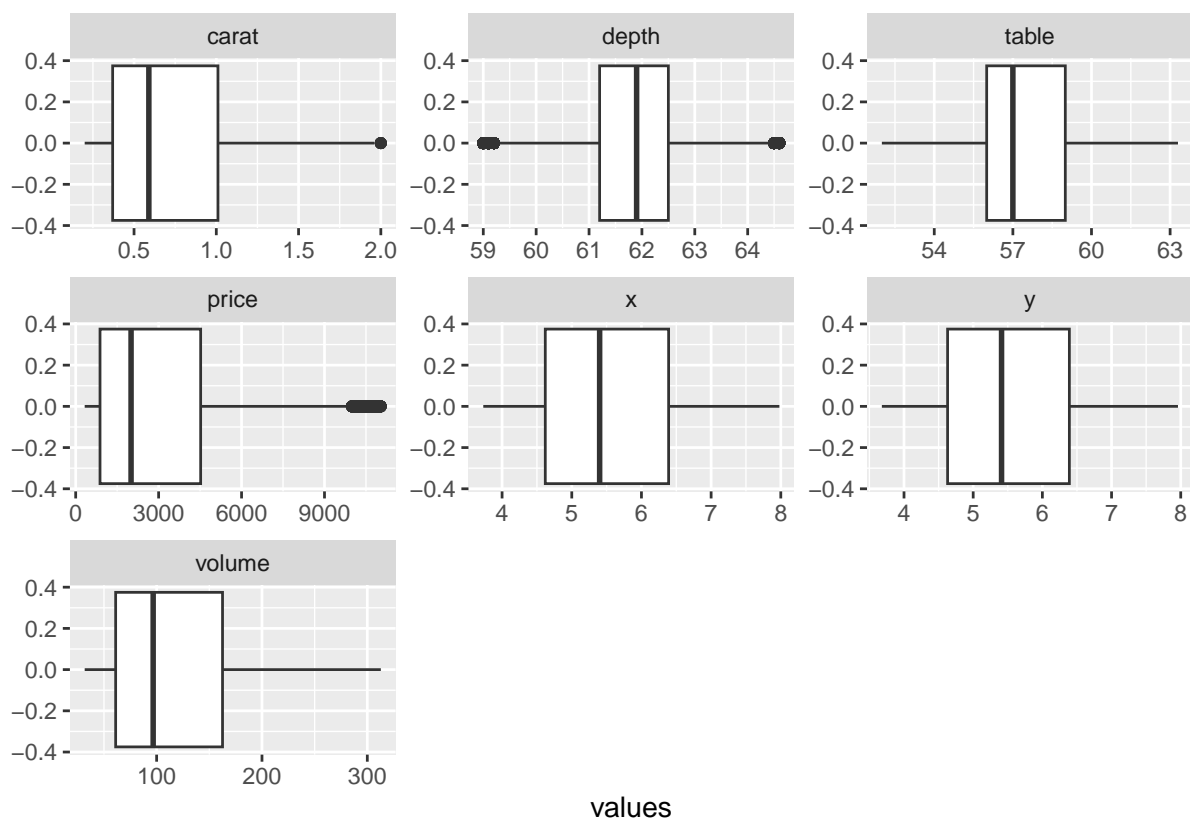 carat depth table
0.4 0.4 0.4
0.2 0.2 0.2
0.0 0.0 0.0
−0.2 −0.2 −0.2
−0.4 −0.4 −0.4
0.5 1.0 1.5 2.0 59 60 61 62 63 64 54 57 60 63
price x y
0.4 0.4 0.4
0.2 0.2 0.2
0.0 0.0 0.0
−0.2 −0.2 −0.2
−0.4 −0.4 −0.4
0 3000 6000 9000 4 5 6 7 8 4 5 6 7 8
volume
0.4
0.2
0.0
−0.2
−0.4
100 200 300
values